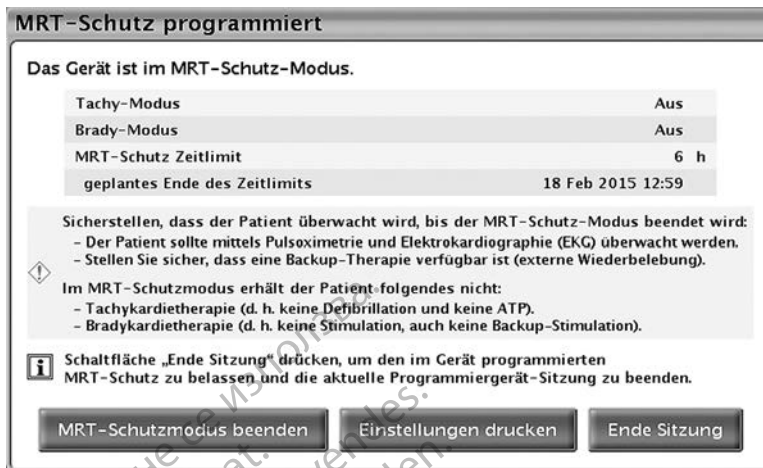 MRT-Schutz programmiert
Das Gerät ist im MRT-Schutz-Modus.
Tachy-Modus Aus
Brady-Modus Aus
MRT-Schutz Zeitlimit 6 h
geplantes Ende des Zeitlimits 18 Feb 2015 12:59
Sicherstellen, dass der Patient überwacht wird, bis der MRT-Schutz-Modus beendet wird:
- Der Patient sollte mittels Pulsoximetrie und Elektrokardiographie (EKG) überwacht werden.
- Stellen Sie sicher, dass eine Backup-Therapie verfügbar ist (externe Wiederbelebung).
Im MRT-Schutzmodus erhält der Patient folgendes nicht:
- Tachykardietherapie (d. h. keine Defibrillation und keine ATP).
- Bradykardietherapie (d. h. keine Stimulation, auch keine Backup-Stimulation).
i Schaltfläche „Ende Sitzung" drücken, um den im Gerät programmierten
MRT-Schutz zu belassen und die aktuelle Programmiergerät-Sitzung zu beenden.
MRT-Schutzmodus beenden Einstellungen drucken Ende Sitzung
не се използва.